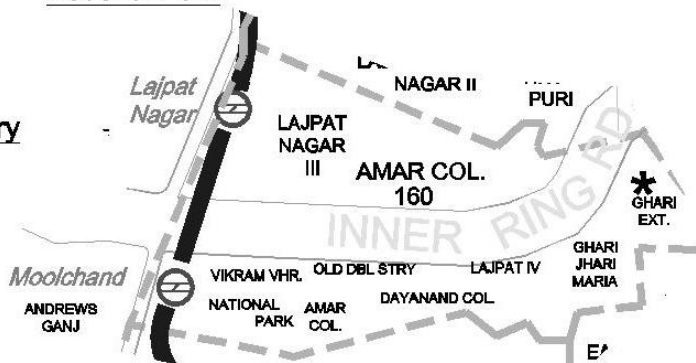 Lajpat
Nagar
ry
NAGAR II
PURI
LAJPAT
NAGAR
III
AMAR COL.
160
INNER RING RD
*
GHARI
EXT.
Moolchand
ANDREWS
GANJ
VIKRAM VHR.
OLD DBL STRY
LAJPAT IV
GHARI
JHARI
MARIA
NATIONAL
PARK
AMAR
COL.
DAYANAND COL.